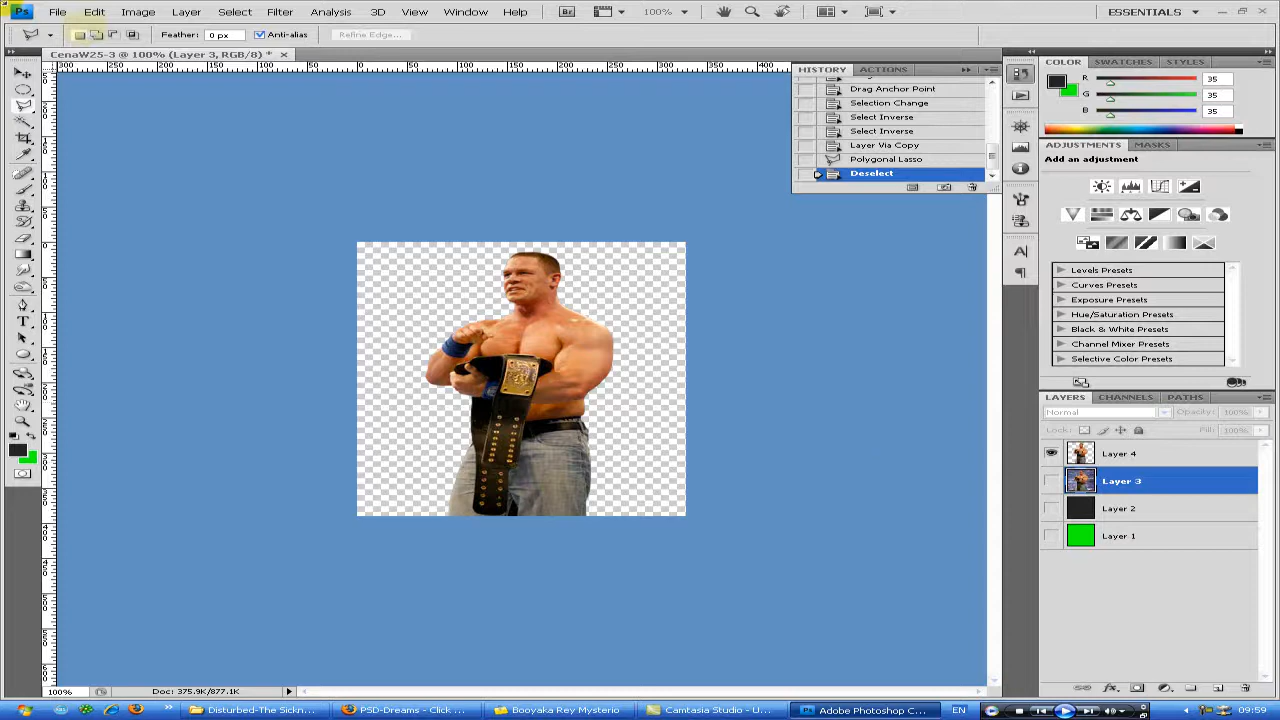 Ps File Edit Image Layer Select Filter Analysis 3D View Window Help Br 100% ESSENTIALS
Feather: 0 px Anti-alias Refine Edge...
CenaW25-3 @ 100% (Layer 3, RGB/8) *
HISTORY ACTIONS
Drag Anchor Point
Selection Change
Select Inverse
Select Inverse
Layer Via Copy
Polygonal Lasso
Deselect
COLOR SWATCHES STYLES
R 35
G 35
B 35
ADJUSTMENTS MASKS
Add an adjustment
Levels Presets
Curves Presets
Exposure Presets
Hue/Saturation Presets
Black & White Presets
Channel Mixer Presets
Selective Color Presets
LAYERS CHANNELS PATHS
Normal Opacity: 100%
Lock: Fill: 100%
Layer 4
Layer 3
Layer 2
Layer 1
100% Doc: 375.9K/877.1K
Disturbed-The Sickn... PSD-Dreams - Click ... Booyaka Rey Mysterio Camtasia Studio - U... Adobe Photoshop C... EN 09:59